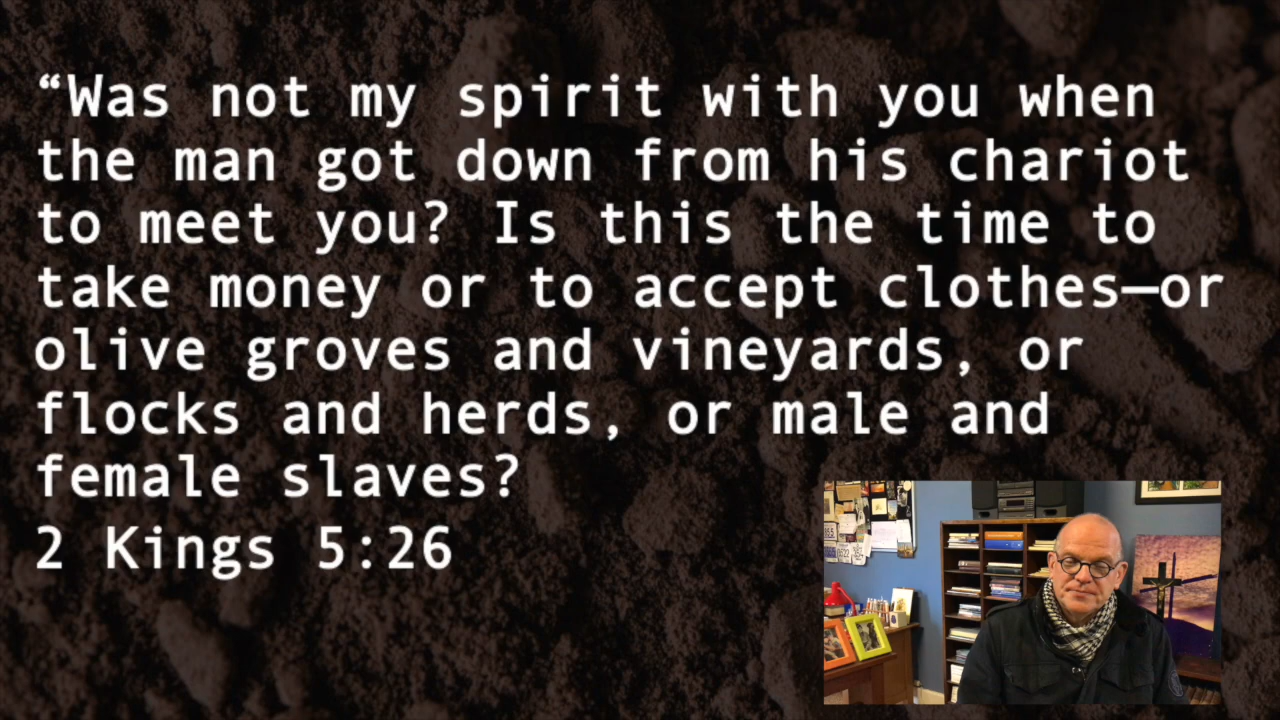 “Was not my spirit with you when
the man got down from his chariot
to meet you? Is this the time to
take money or to accept clothes—or
olive groves and vineyards, or
flocks and herds, or male and
female slaves?
2 Kings 5:26